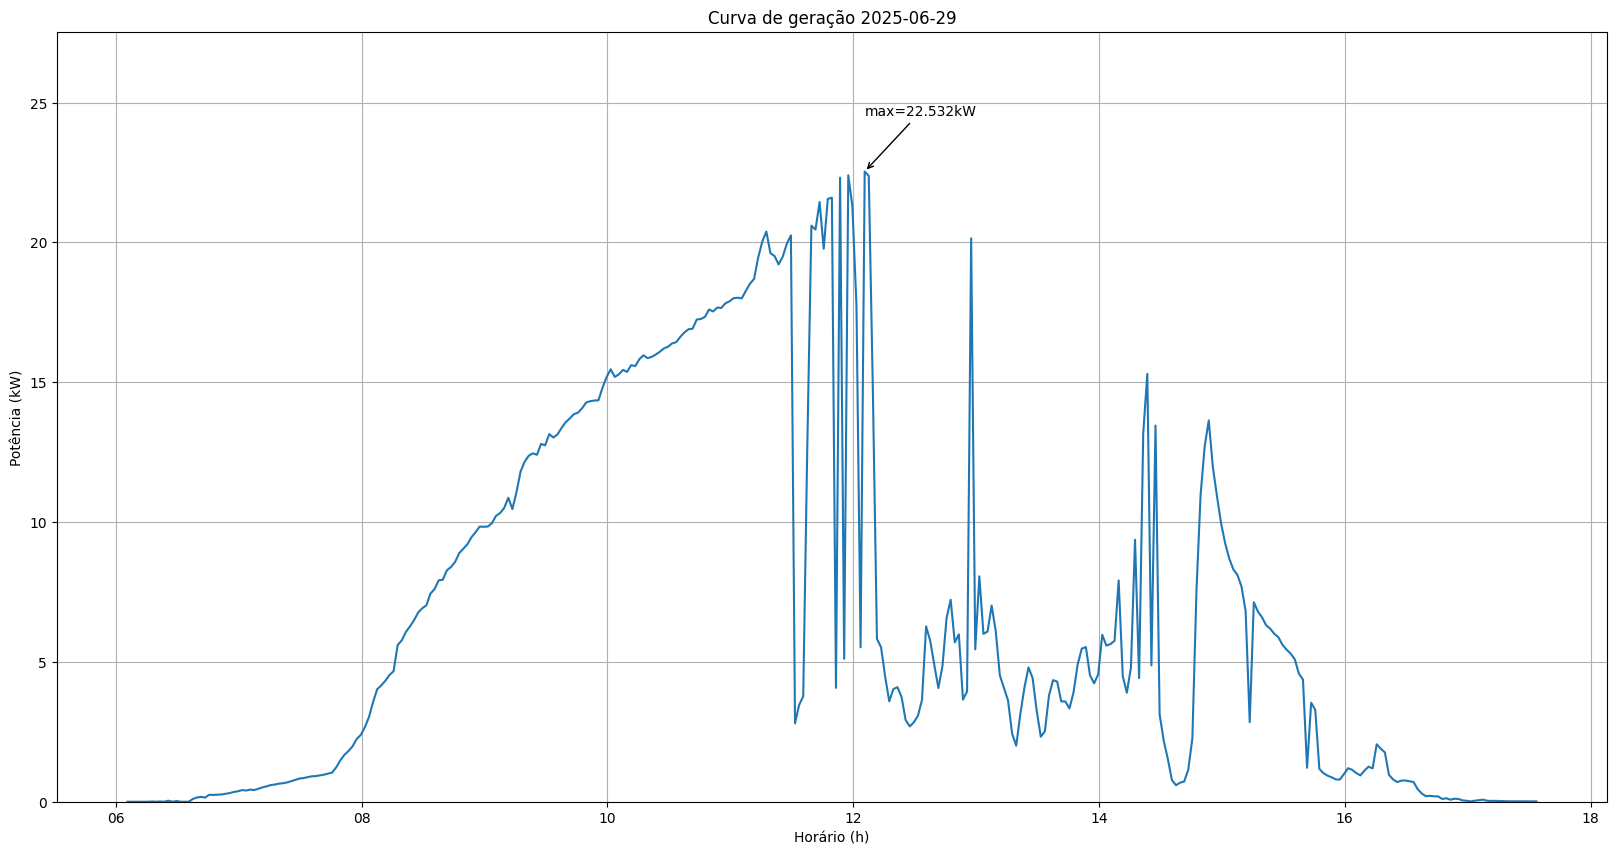 Curva de geração 2025-06-29
25
max=22.532kW
20
15
Potência (kW)
10
5
0
06 08 10 12 14 16 18
Horário (h)